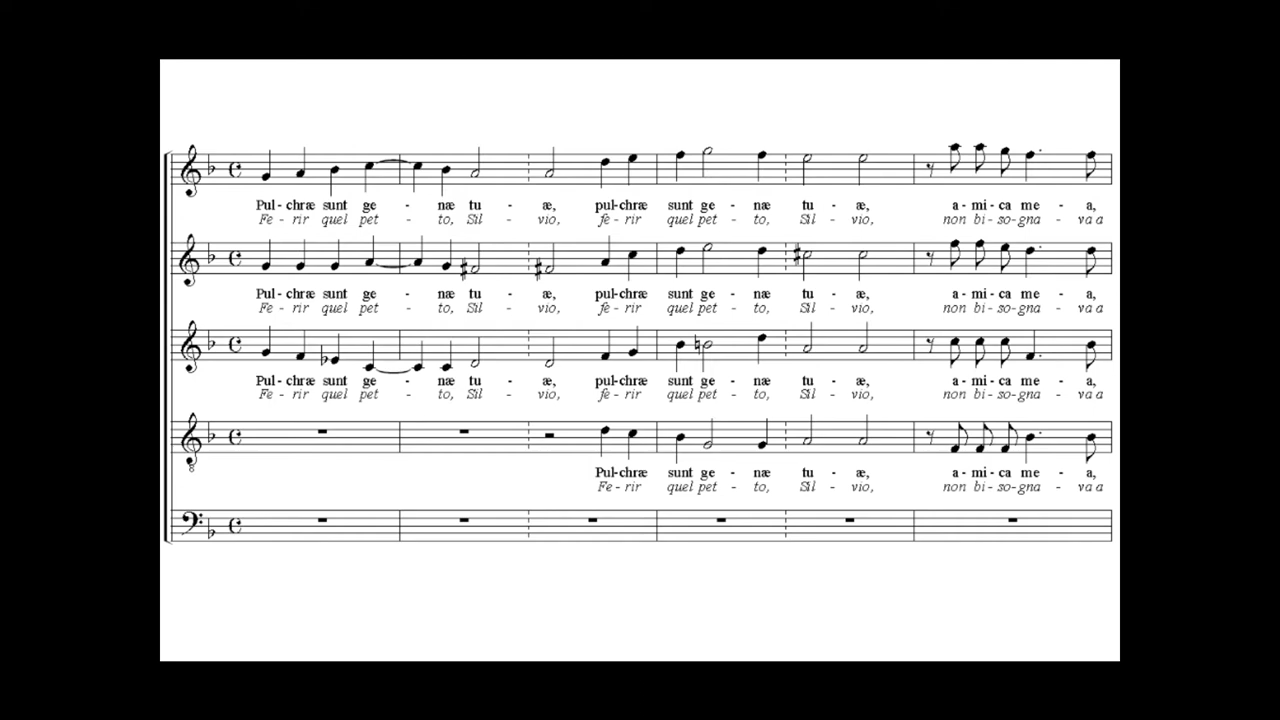 Pul - chræ sunt ge - næ tu - æ, pul-chræ sunt ge - næ tu - æ, a - mi - ca me - a,
Fe - rir quel pet - to, Sil - vio, fe - rir quel pet - to, Sil - vio, non bi - so - gna - va a
Pul - chræ sunt ge - næ tu - æ, pul-chræ sunt ge - næ tu - æ, a - mi - ca me - a,
Fe - rir quel pet - to, Sil - vio, fe - rir quel pet - to, Sil - vio, non bi - so - gna - va a
Pul - chræ sunt ge - næ tu - æ, pul-chræ sunt ge - næ tu - æ, a - mi - ca me - a,
Fe - rir quel pet - to, Sil - vio, fe - rir quel pet - to, Sil - vio, non bi - so - gna - va a
Pul-chræ sunt ge - næ tu - æ, a - mi - ca me - a,
Fe - rir quel pet - to, Sil - vio, non bi - so - gna - va a